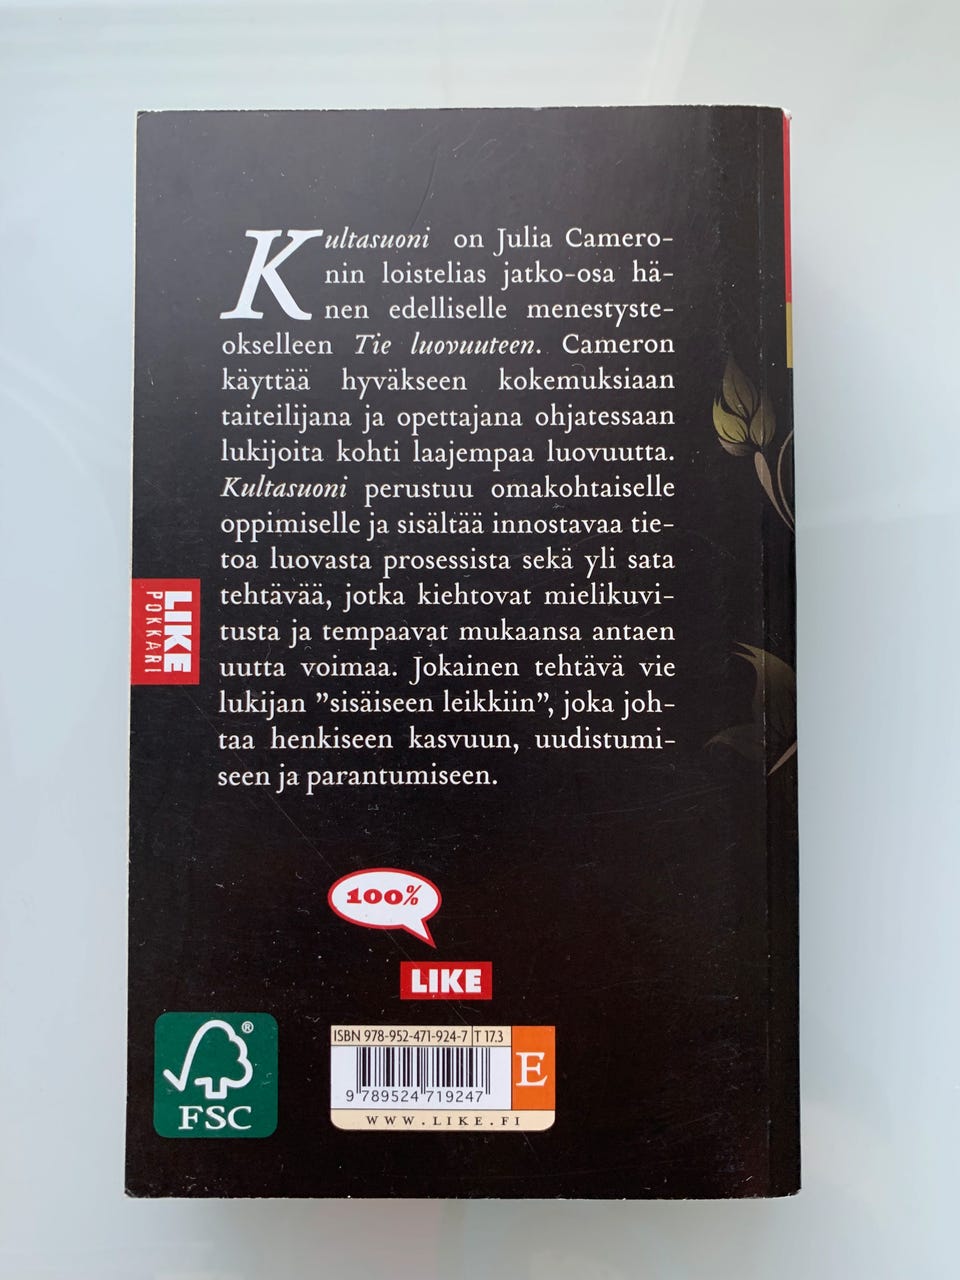 Kultasuoni on Julia Camero-
nin loistelias jatko-osa hä-
nen edelliselle menestyste-
okselleen Tie luovuuteen. Cameron
käyttää hyväkseen kokemuksiaan
taiteilijana ja opettajana ohjatessaan
lukijoita kohti laajempaa luovuutta.
Kultasuoni perustuu omakohtaiselle
oppimiselle ja sisältää innostavaa tie-
toa luovasta prosessista sekä yli sata
tehtävää, jotka kiehtovat mielikuvi-
tusta ja tempaavat mukaansa antaen
uutta voimaa. Jokainen tehtävä vie
lukijan ”sisäiseen leikkiin”, joka joh-
taa henkiseen kasvuun, uudistumi-
seen ja parantumiseen.
LIKE
POKKARI
100%
LIKE
®
FSC
ISBN 978-952-471-924-7 T 17.3
E
9 789524 719247
WWW.LIKE.FI